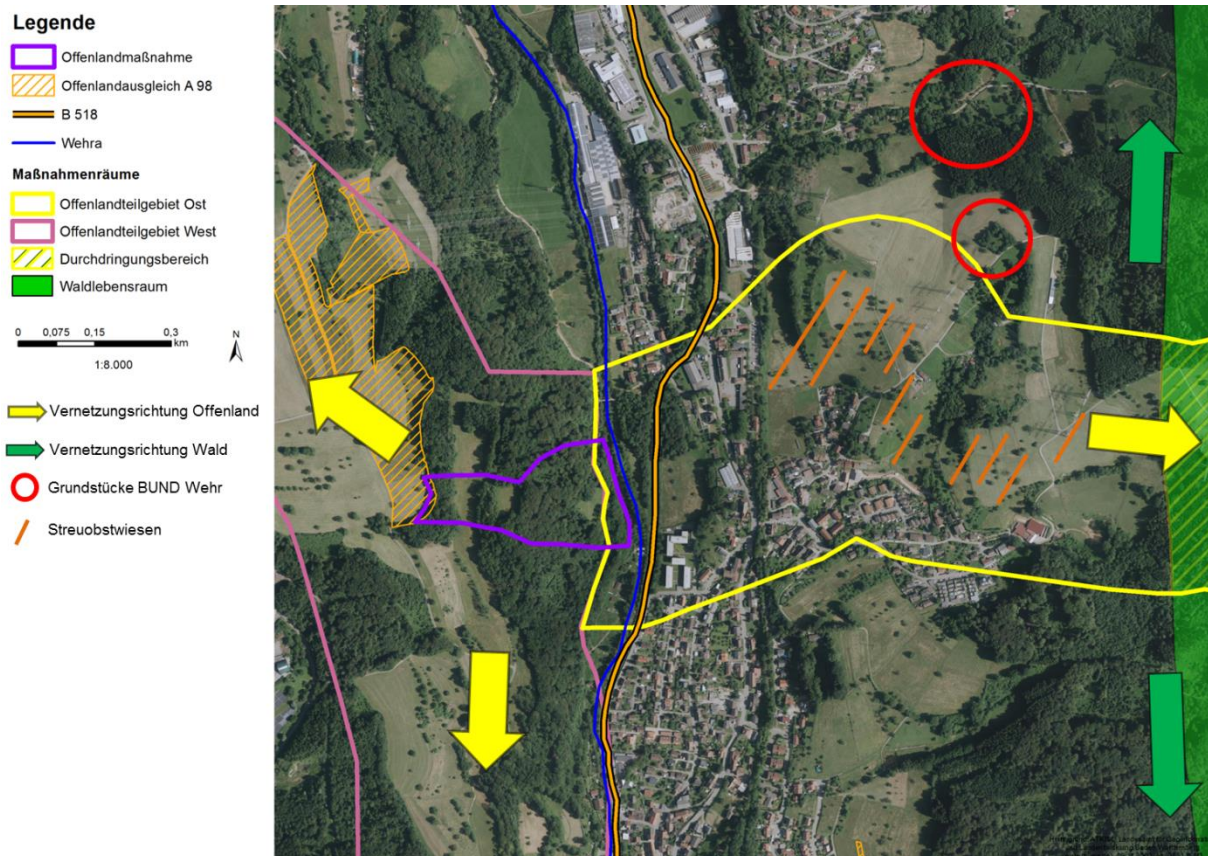 Legende
Offenlandmaßnahme
Offenlandausgleich A 98
B 518
Wehra
Maßnahmenräume
Offenlandteilgebiet Ost
Offenlandteilgebiet West
Durchdringungsbereich
Waldlebensraum
0 0,075 0,15 0,3
km
1:8.000
N
Vernetzungsrichtung Offenland
Vernetzungsrichtung Wald
Grundstücke BUND Wehr
Streuobstwiesen